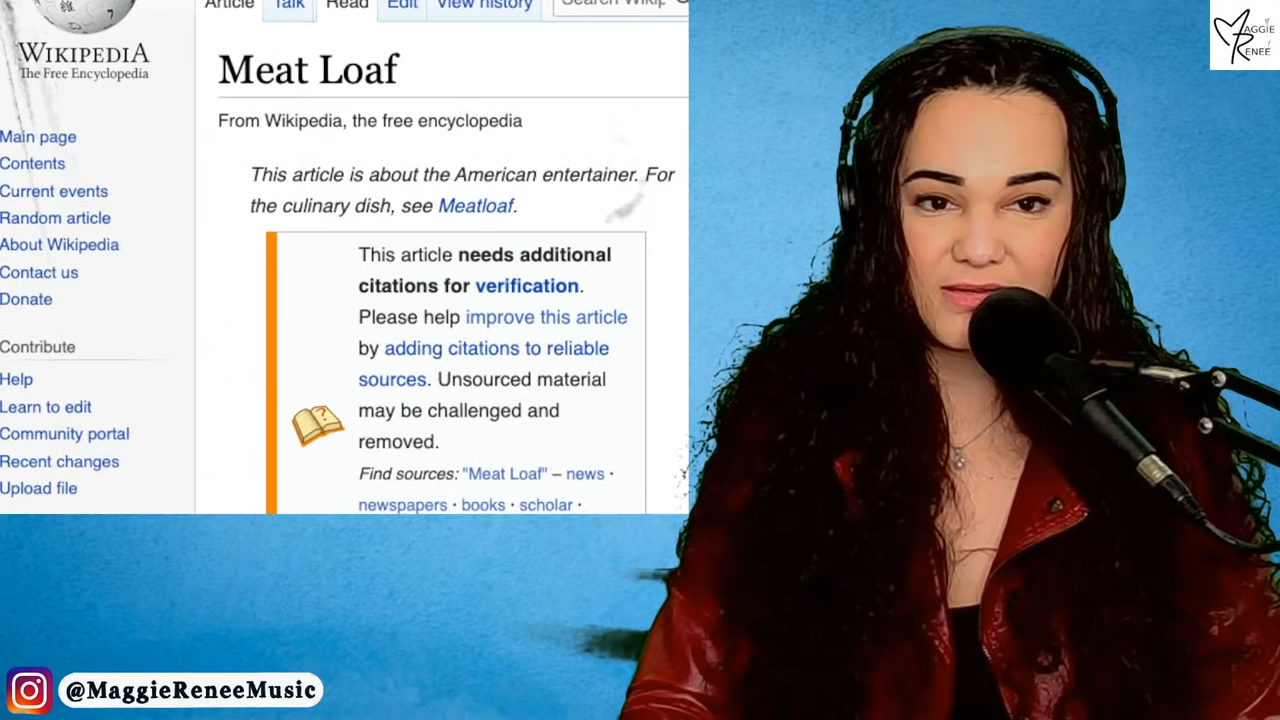 Article Talk Read Edit View history Search Wikip
WIKIPEDIA
The Free Encyclopedia
Main page
Contents
Current events
Random article
About Wikipedia
Contact us
Donate
Contribute
Help
Learn to edit
Community portal
Recent changes
Upload file
Meat Loaf
From Wikipedia, the free encyclopedia
This article is about the American entertainer. For
the culinary dish, see Meatloaf.
This article needs additional
citations for verification.
Please help improve this article
by adding citations to reliable
sources. Unsourced material
may be challenged and
removed.
Find sources: "Meat Loaf" – news ·
newspapers · books · scholar ·
MAGGIE
RENEÉ
@MaggieReneeMusic